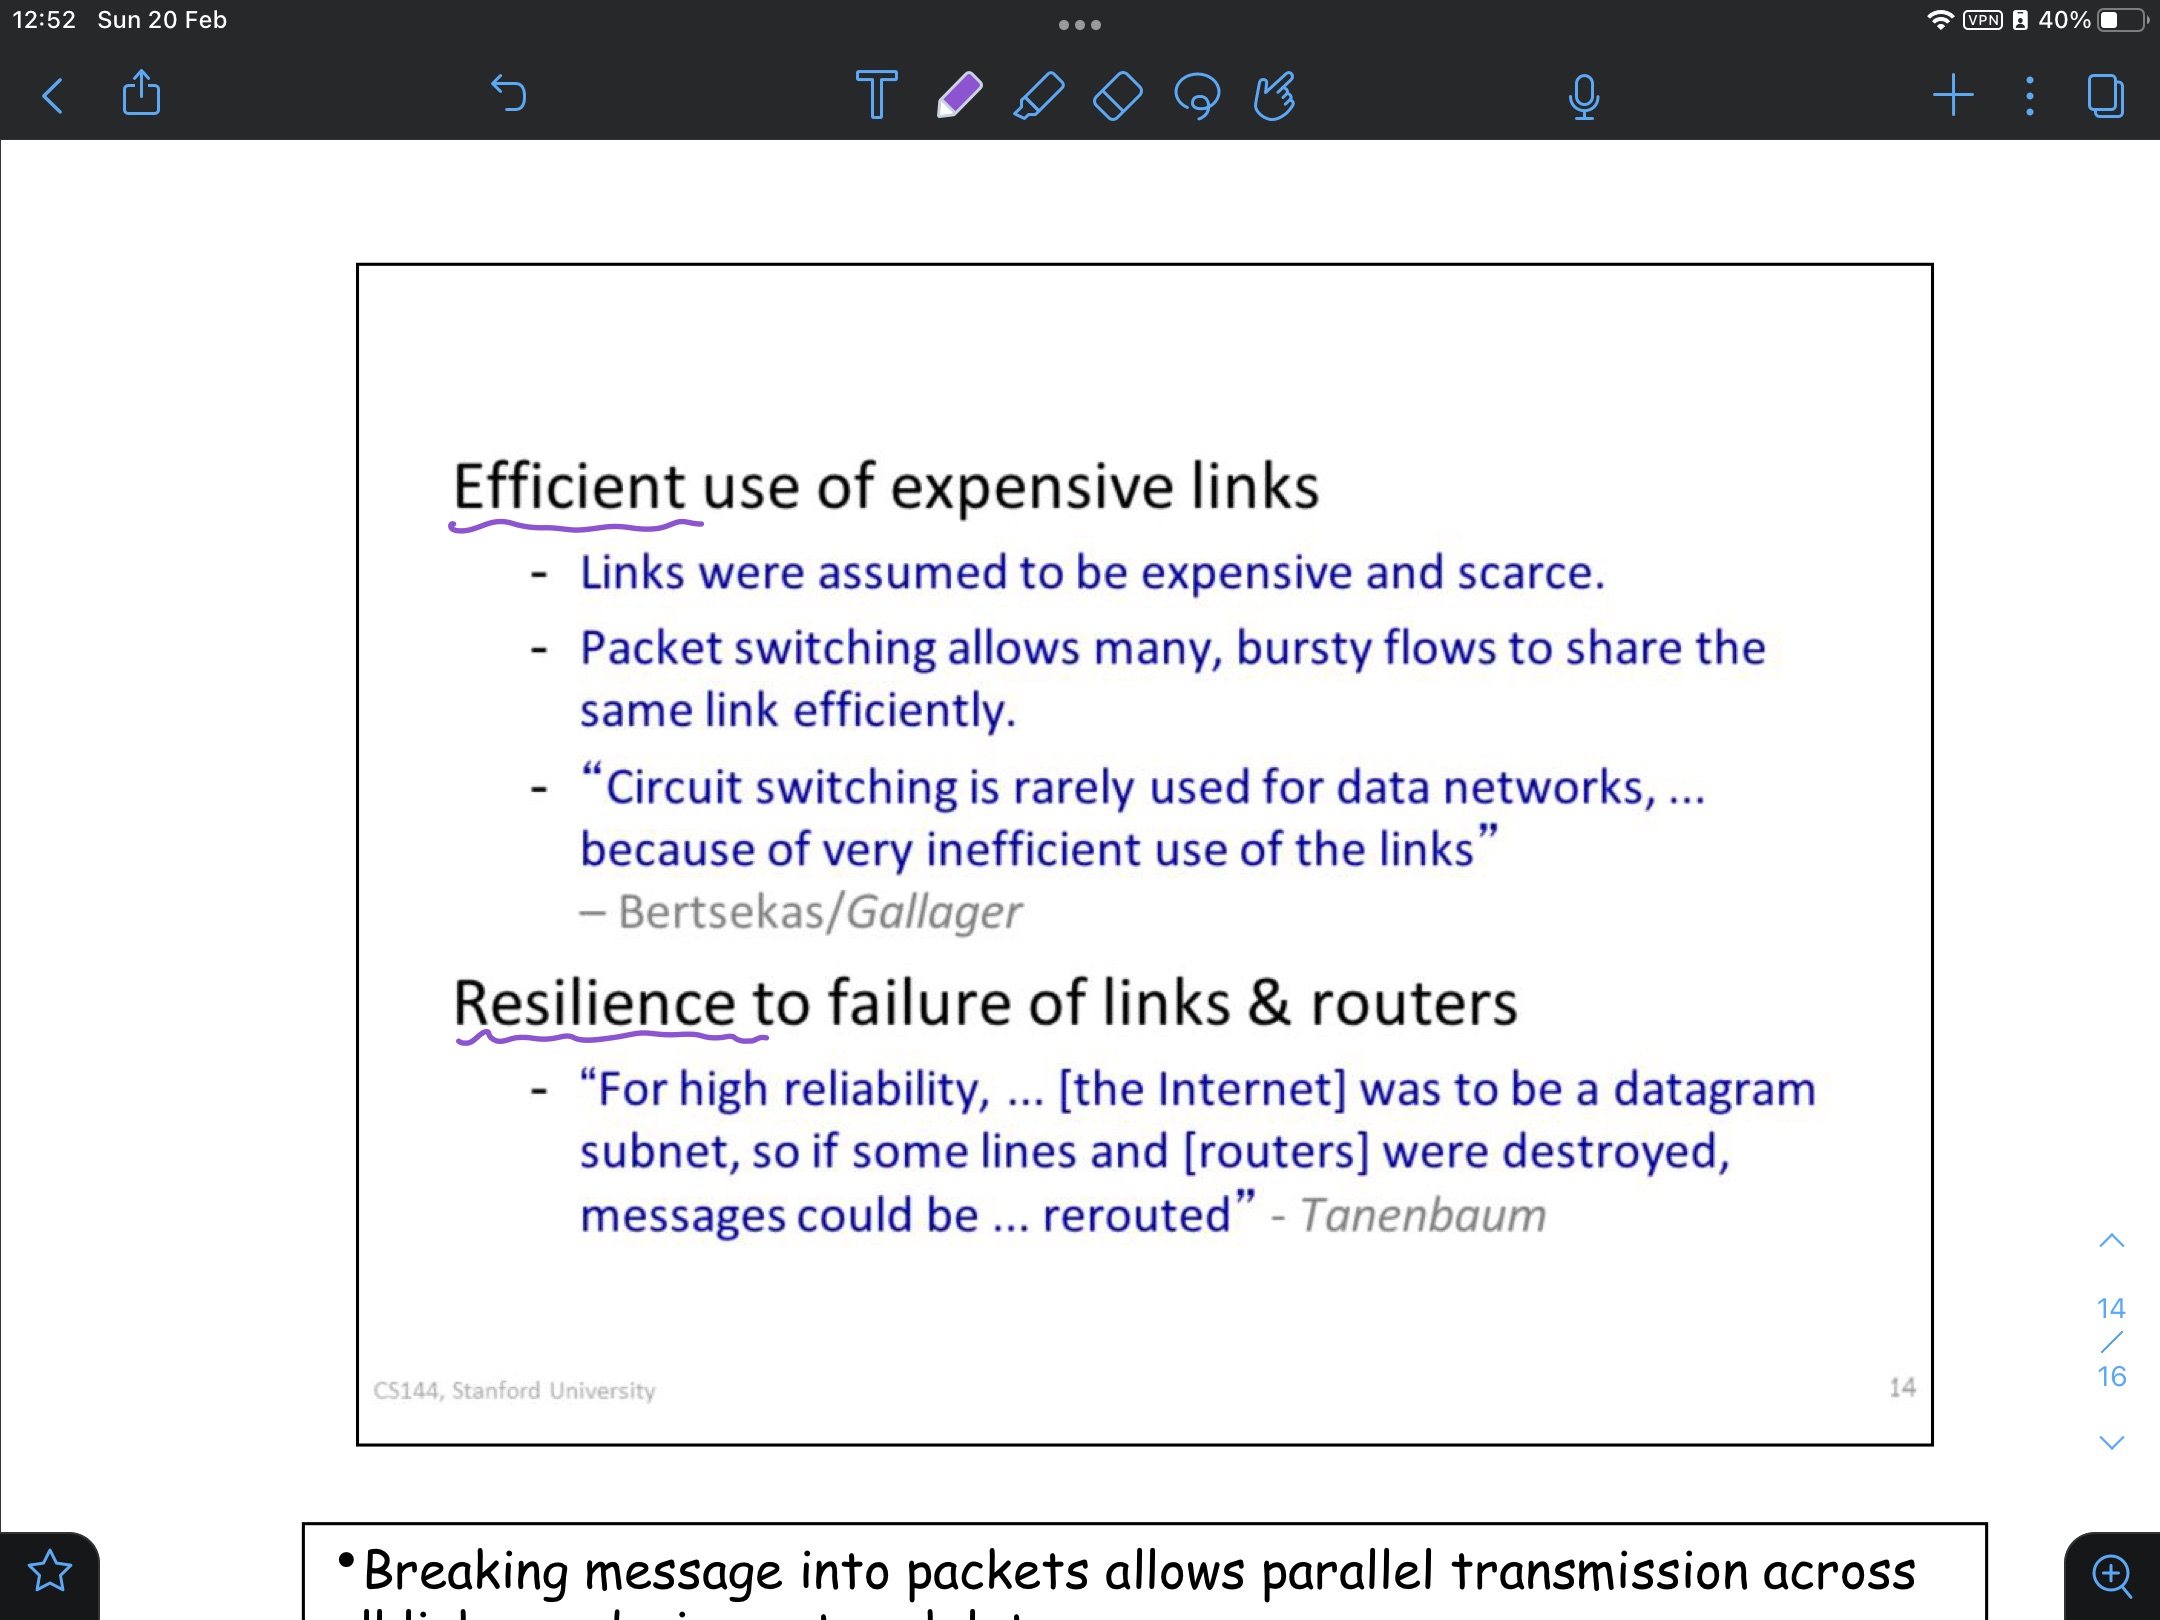 12:52 Sun 20 Feb
VPN 40%
T
Efficient use of expensive links
- Links were assumed to be expensive and scarce.
- Packet switching allows many, bursty flows to share the
same link efficiently.
- “Circuit switching is rarely used for data networks, ...
because of very inefficient use of the links”
– Bertsekas/Gallager
Resilience to failure of links & routers
- “For high reliability, ... [the Internet] was to be a datagram
subnet, so if some lines and [routers] were destroyed,
messages could be ... rerouted” - Tanenbaum
14
/
16
CS144, Stanford University 14
•Breaking message into packets allows parallel transmission across